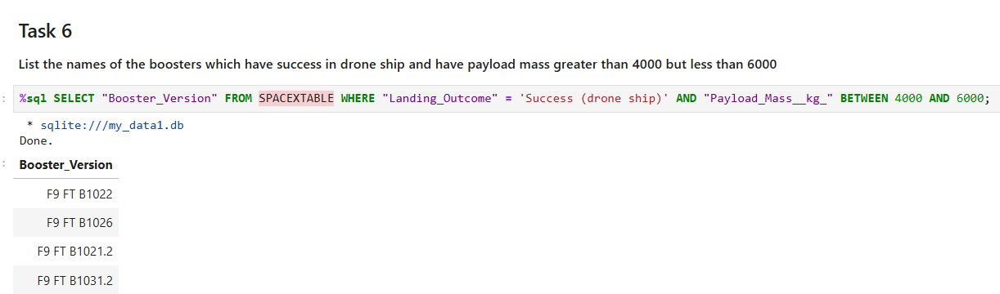 Task 6
List the names of the boosters which have success in drone ship and have payload mass greater than 4000 but less than 6000
: %sql SELECT "Booster_Version" FROM SPACEXTABLE WHERE "Landing_Outcome" = 'Success (drone ship)' AND "Payload_Mass__kg_" BETWEEN 4000 AND 6000;
* sqlite:///my_data1.db
Done.
: Booster_Version
F9 FT B1022
F9 FT B1026
F9 FT B1021.2
F9 FT B1031.2